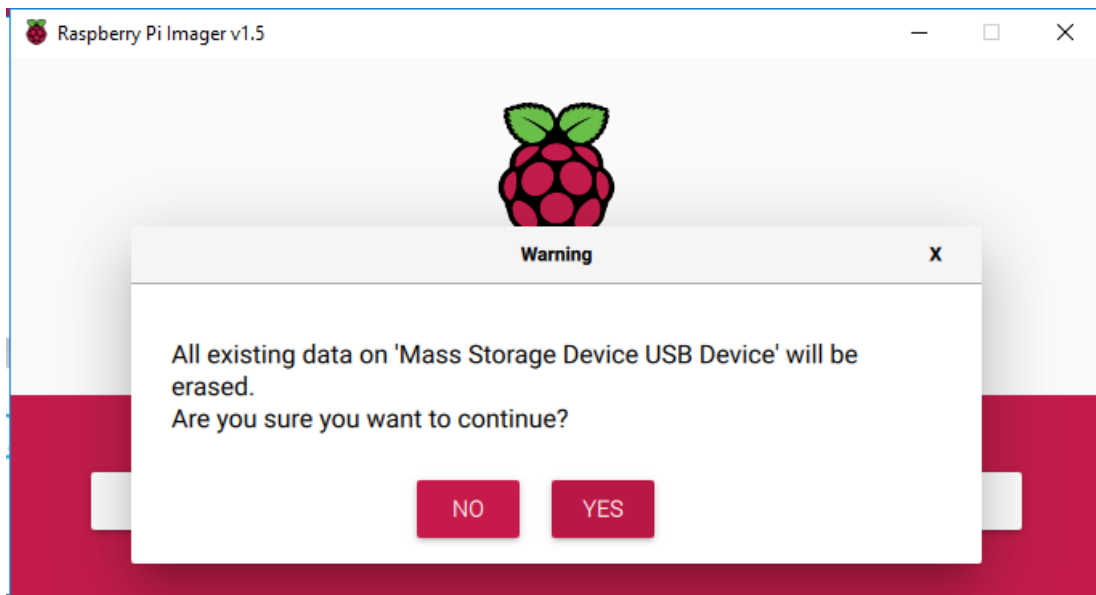 Raspberry Pi Imager v1.5
Warning
X
All existing data on 'Mass Storage Device USB Device' will be
erased.
Are you sure you want to continue?
NO YES